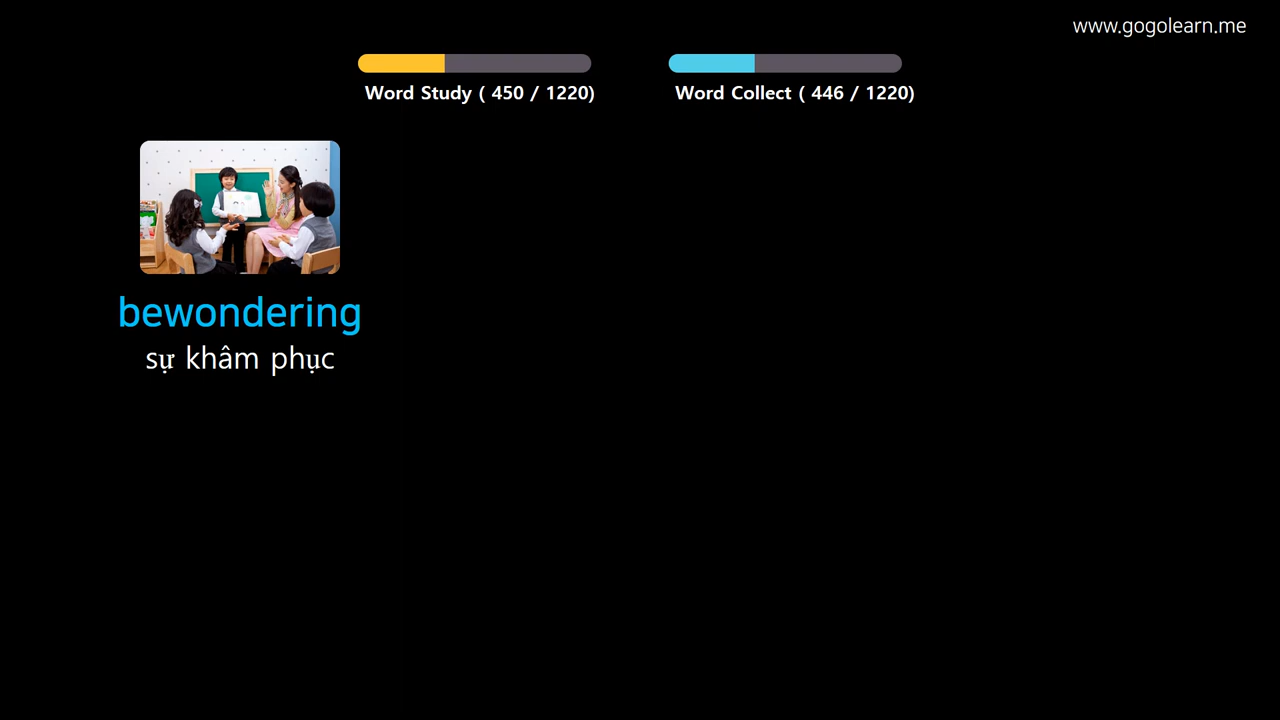 www.gogolearn.me
Word Study ( 450 / 1220)
Word Collect ( 446 / 1220)
bewondering
sự khâm phục